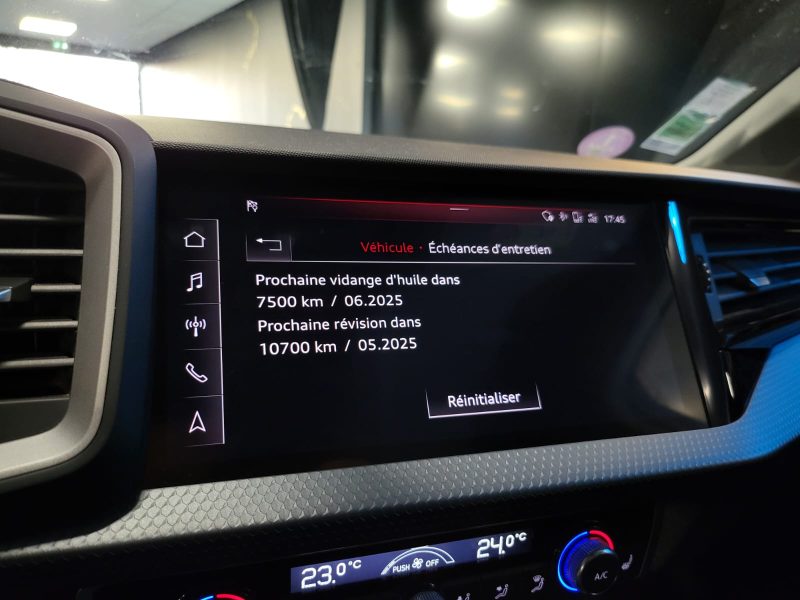 17:45
Véhicule · Échéances d'entretien
Prochaine vidange d'huile dans
7500 km / 06.2025
Prochaine révision dans
10700 km / 05.2025
Réinitialiser
23.0°C
PUSH OFF
24.0°C
A/C